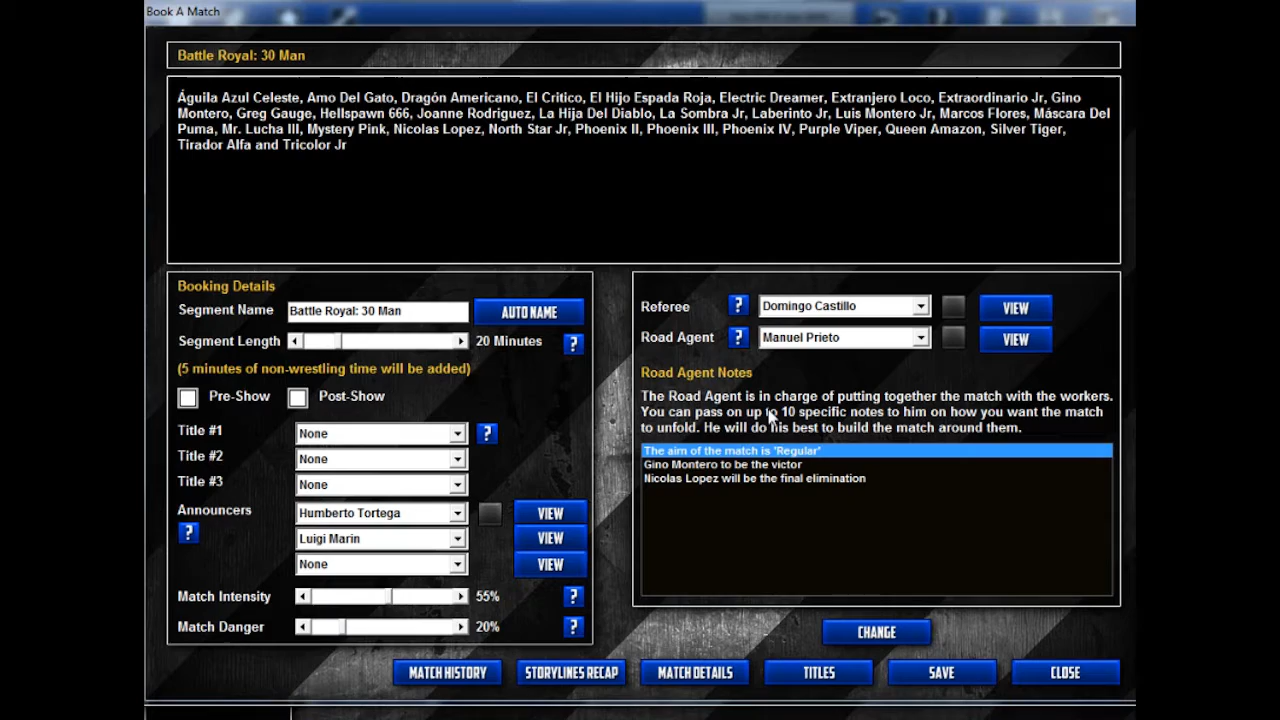 Book A Match
Battle Royal: 30 Man
Águila Azul Celeste, Amo Del Gato, Dragón Americano, El Critico, El Hijo Espada Roja, Electric Dreamer, Extranjero Loco, Extraordinario Jr, Gino
Montero, Greg Gauge, Hellspawn 666, Joanne Rodriguez, La Hija Del Diablo, La Sombra Jr, Laberinto Jr, Luis Montero Jr, Marcos Flores, Máscara Del
Puma, Mr. Lucha III, Mystery Pink, Nicolas Lopez, North Star Jr, Phoenix II, Phoenix III, Phoenix IV, Purple Viper, Queen Amazon, Silver Tiger,
Tirador Alfa and Tricolor Jr
Booking Details
Segment Name Battle Royal: 30 Man AUTO NAME
Segment Length 20 Minutes ?
(5 minutes of non-wrestling time will be added)
Pre-Show Post-Show
Title #1 None ?
Title #2 None
Title #3 None
Announcers Humberto Tortega VIEW
? Luigi Marin VIEW
None VIEW
Match Intensity 55% ?
Match Danger 20% ?
Referee ? Domingo Castillo VIEW
Road Agent ? Manuel Prieto VIEW
Road Agent Notes
The Road Agent is in charge of putting together the match with the workers.
You can pass on up to 10 specific notes to him on how you want the match
to unfold. He will do his best to build the match around them.
The aim of the match is 'Regular'
Gino Montero to be the victor
Nicolas Lopez will be the final elimination
CHANGE
MATCH HISTORY STORYLINES RECAP MATCH DETAILS TITLES SAVE CLOSE